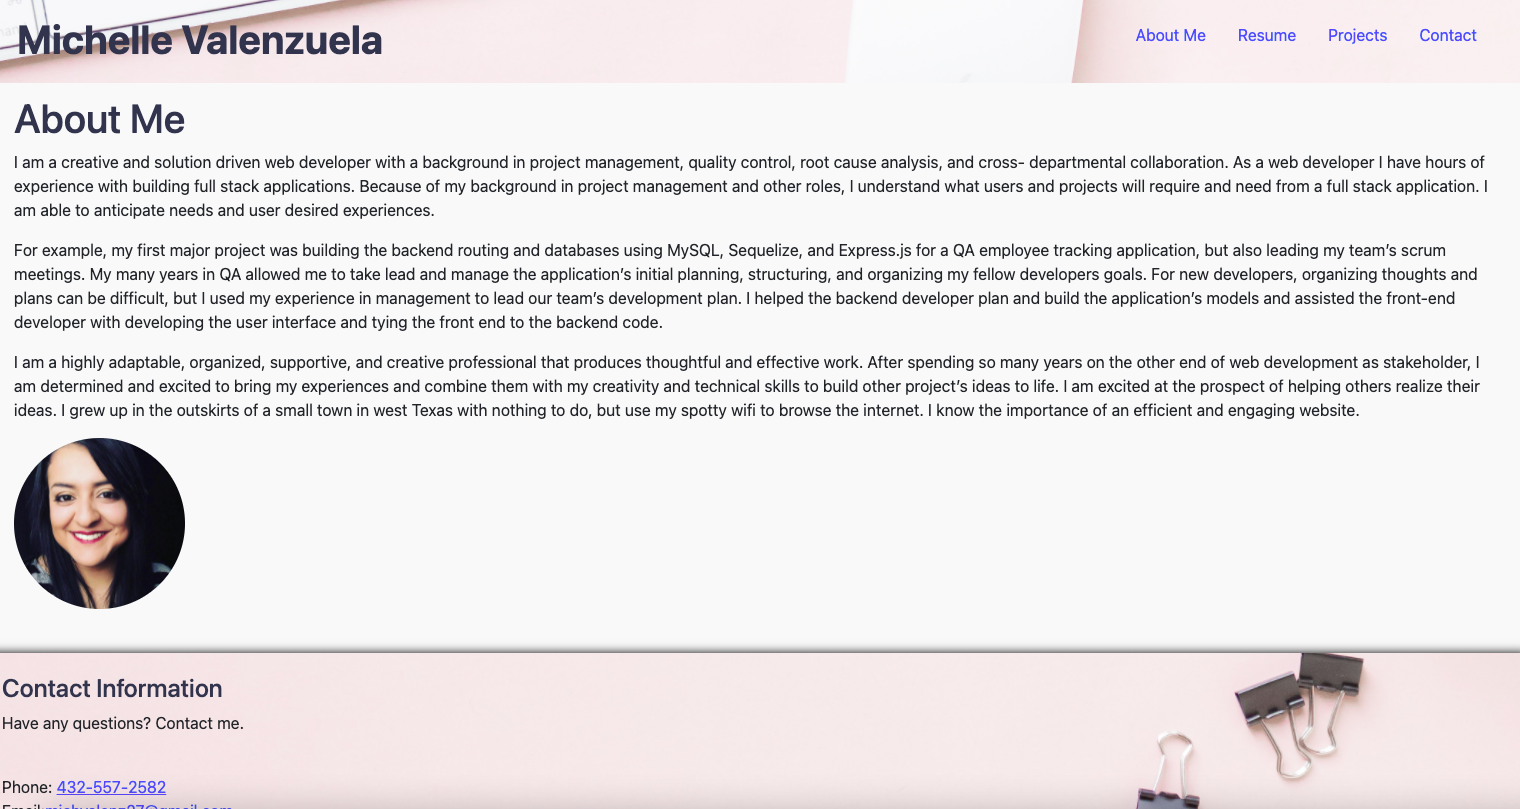 Michelle Valenzuela
About Me Resume Projects Contact
About Me
I am a creative and solution driven web developer with a background in project management, quality control, root cause analysis, and cross- departmental collaboration. As a web developer I have hours of
experience with building full stack applications. Because of my background in project management and other roles, I understand what users and projects will require and need from a full stack application. I
am able to anticipate needs and user desired experiences.
For example, my first major project was building the backend routing and databases using MySQL, Sequelize, and Express.js for a QA employee tracking application, but also leading my team’s scrum
meetings. My many years in QA allowed me to take lead and manage the application’s initial planning, structuring, and organizing my fellow developers goals. For new developers, organizing thoughts and
plans can be difficult, but I used my experience in management to lead our team’s development plan. I helped the backend developer plan and build the application’s models and assisted the front-end
developer with developing the user interface and tying the front end to the backend code.
I am a highly adaptable, organized, supportive, and creative professional that produces thoughtful and effective work. After spending so many years on the other end of web development as stakeholder, I
am determined and excited to bring my experiences and combine them with my creativity and technical skills to build other project’s ideas to life. I am excited at the prospect of helping others realize their
ideas. I grew up in the outskirts of a small town in west Texas with nothing to do, but use my spotty wifi to browse the internet. I know the importance of an efficient and engaging website.
Contact Information
Have any questions? Contact me.
Phone: 432-557-2582